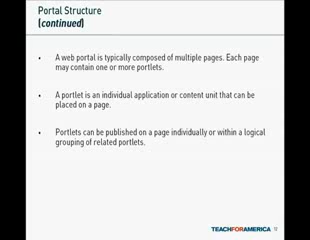 Portal Structure
(continued)
• A web portal is typically composed of multiple pages. Each page
may contain one or more portlets.
• A portlet is an individual application or content unit that can be
placed on a page.
• Portlets can be published on a page individually or within a logical
grouping of related portlets.
TEACHFORAMERICA